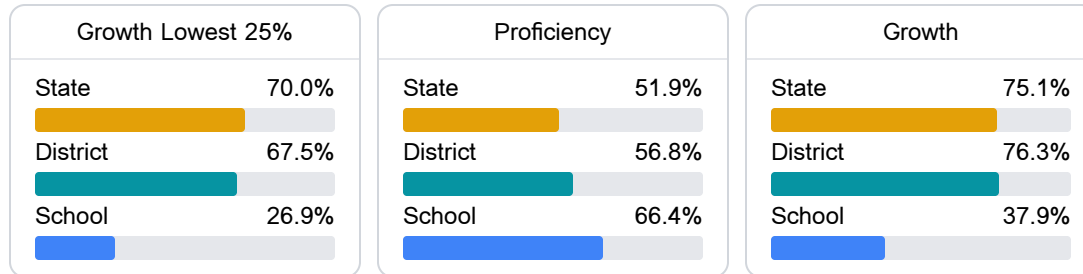 Growth Lowest 25%
State 70.0%
District 67.5%
School 26.9%
Proficiency
State 51.9%
District 56.8%
School 66.4%
Growth
State 75.1%
District 76.3%
School 37.9%